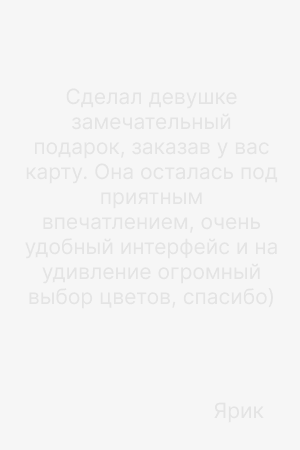 Сделал девушке
замечательный
подарок, заказав у вас
карту. Она осталась под
приятным
впечатлением, очень
удобный интерфейс и на
удивление огромный
выбор цветов, спасибо)
Ярик